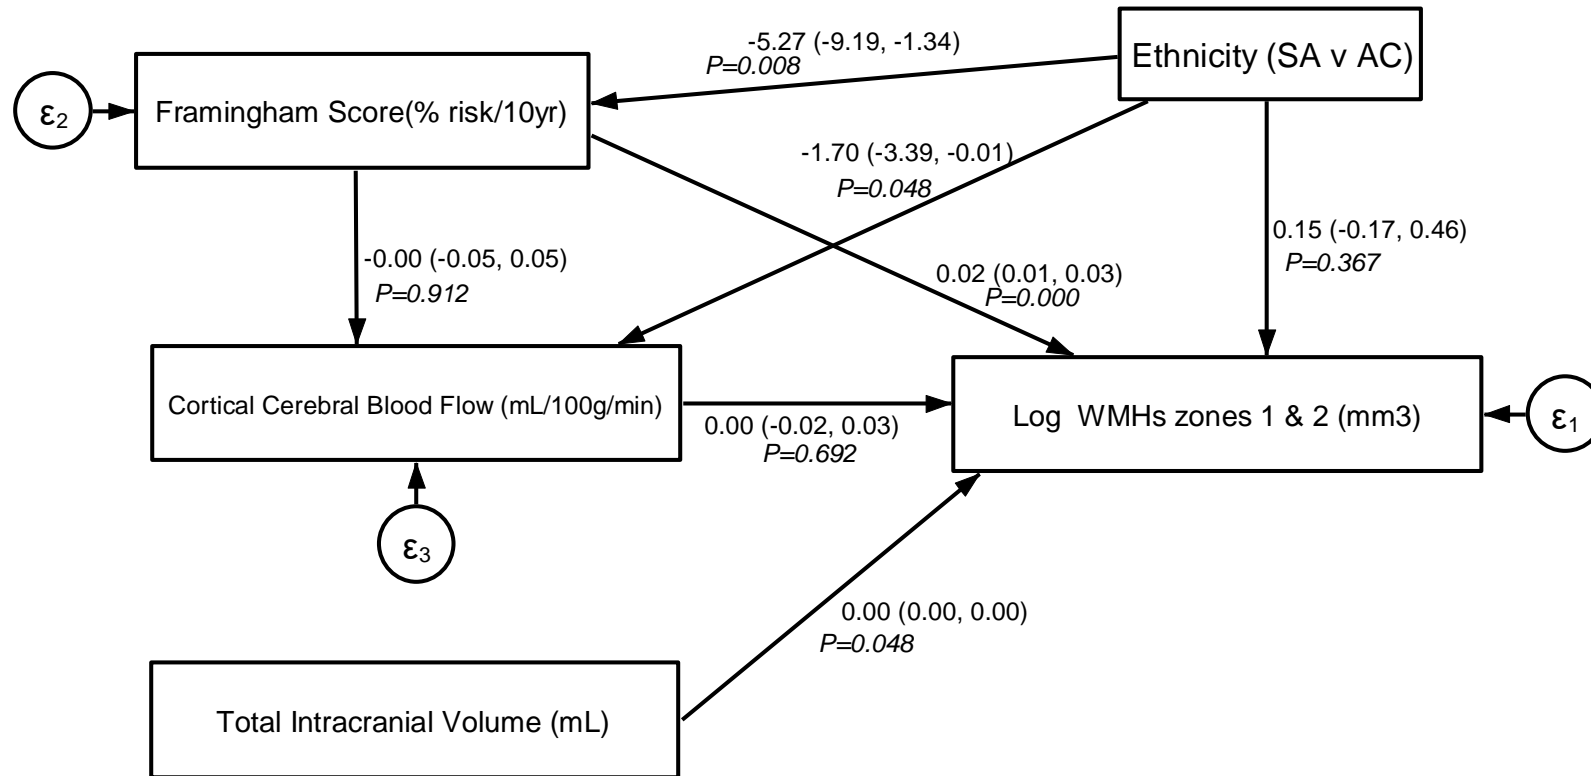 -5.27 (-9.19, -1.34)
P=0.008
Ethnicity (SA v AC)
ε2
Framingham Score(% risk/10yr)
-1.70 (-3.39, -0.01)
P=0.048
0.15 (-0.17, 0.46)
P=0.367
-0.00 (-0.05, 0.05)
P=0.912
0.02 (0.01, 0.03)
P=0.000
Cortical Cerebral Blood Flow (mL/100g/min)
0.00 (-0.02, 0.03)
P=0.692
Log  WMHs zones 1 & 2 (mm3)
ε1
ε3
0.00 (0.00, 0.00)
P=0.048
Total Intracranial Volume (mL)